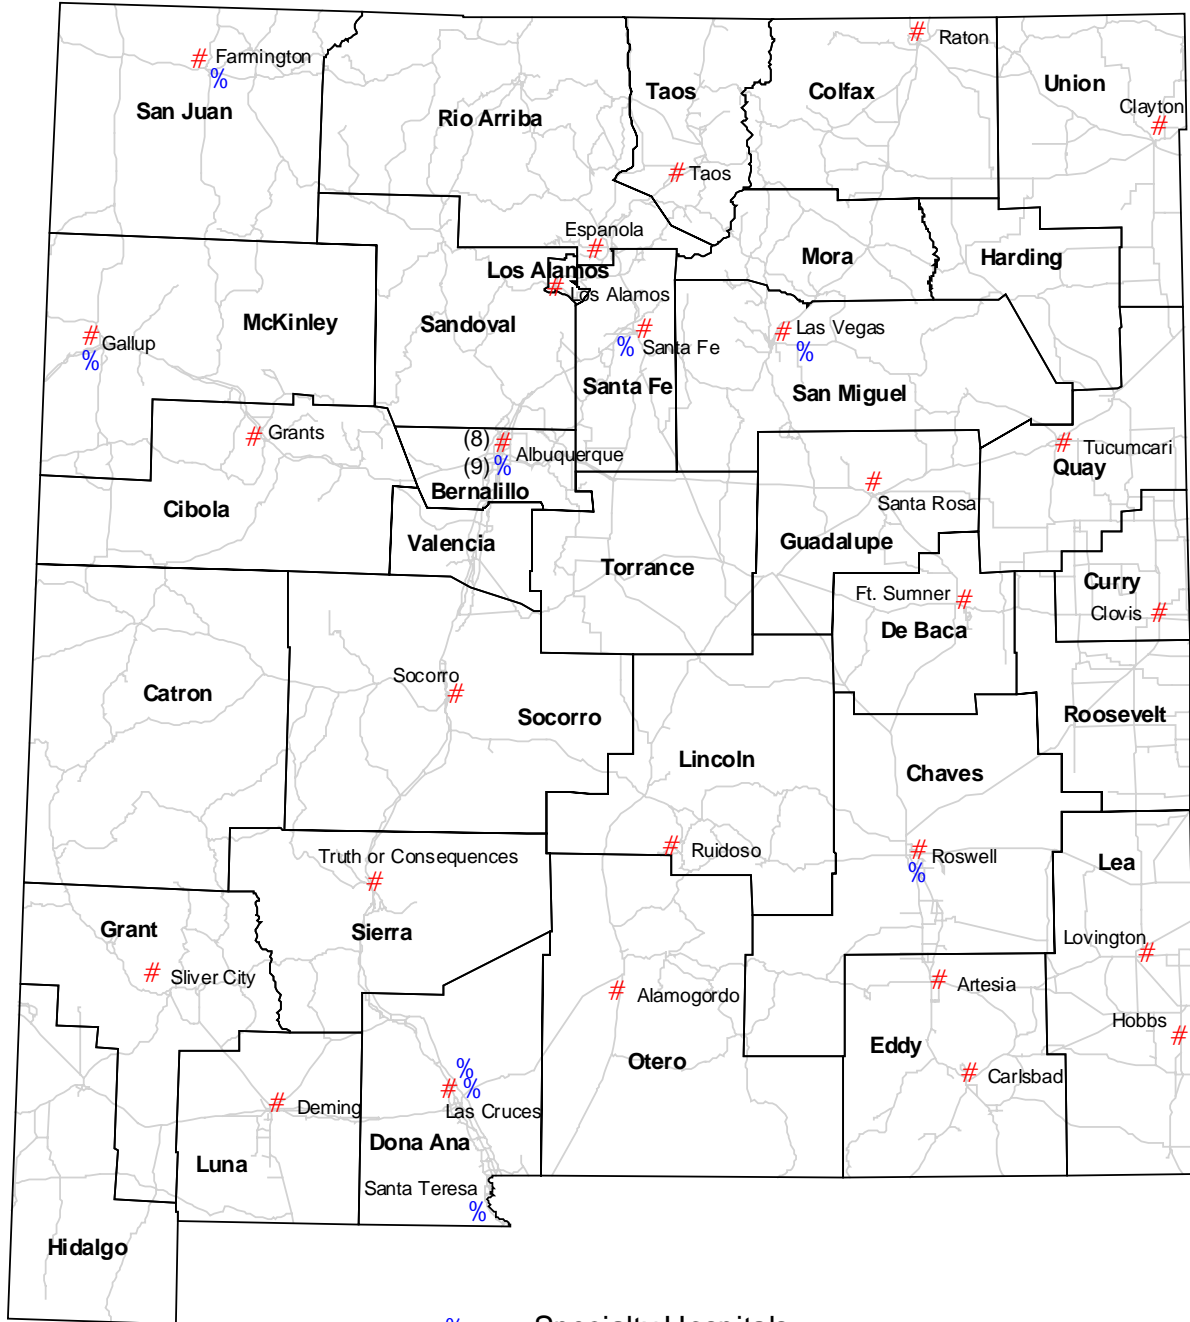 # Raton
# Farmington
%
San Juan
Taos
Colfax
Union
Clayton
#
Rio Arriba
# Taos
Espanola
#
Mora
Harding
Los Alamos
# Los Alamos
McKinley
Sandoval
#
% Santa Fe
# Las Vegas
%
# Gallup
%
Santa Fe
San Miguel
# Grants
(8) #
(9) % Albuquerque
Bernalillo
# Tucumcari
Quay
#
Santa Rosa
Cibola
Valencia
Guadalupe
Torrance
Curry
Ft. Sumner #
Clovis #
De Baca
Socorro
#
Catron
Socorro
Roosevelt
Lincoln
Chaves
# Ruidoso
# Roswell
%
Truth or Consequences
#
Lea
Grant
Sierra
Lovington
#
# Sliver City
# Alamogordo
# Artesia
Hobbs
#
Eddy
Otero
# Carlsbad
%
# %
Las Cruces
# Deming
Dona Ana
Luna
Santa Teresa
%
Hidalgo
% Specialty Hospitals